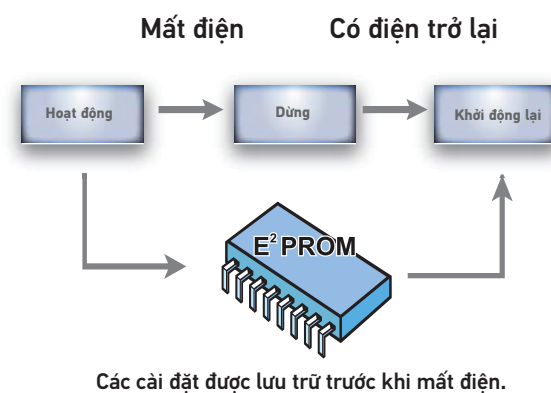 Mất điện
Có điện trở lại
Hoạt động
Dừng
Khởi động lại
E² PROM
Các cài đặt được lưu trữ trước khi mất điện.